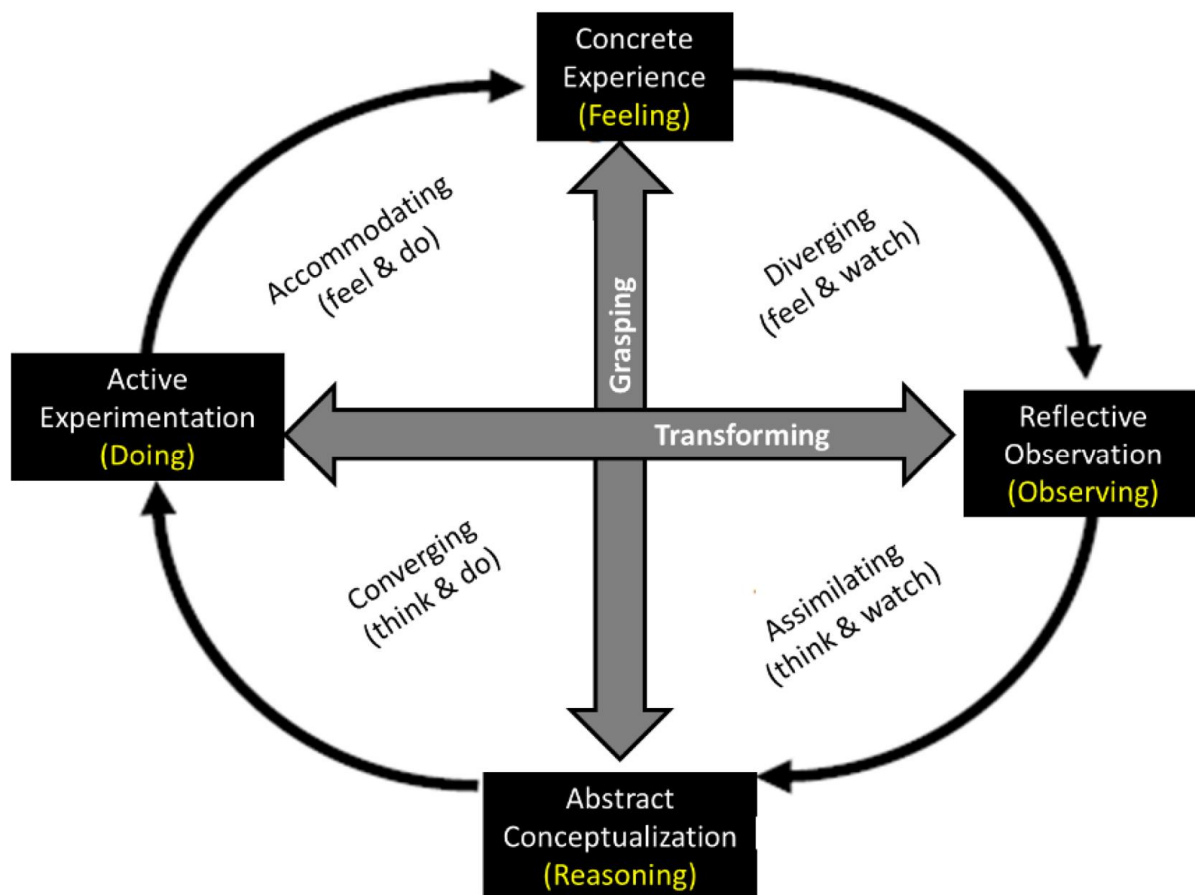 Concrete
Experience
(Feeling)
Accommodating
(feel & do)
Diverging
(feel & watch)
Grasping
Active
Experimentation
(Doing)
Transforming
Reflective
Observation
(Observing)
Converging
(think & do)
Assimilating
(think & watch)
Abstract
Conceptualization
(Reasoning)